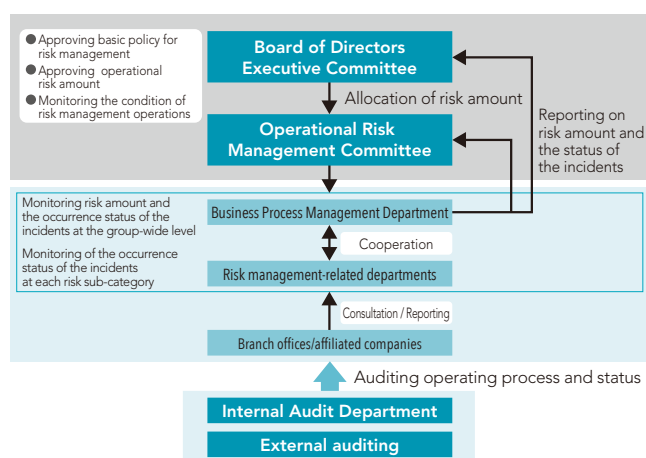 ● Approving basic policy for
risk management
● Approving operational
risk amount
● Monitoring the condition of
risk management operations
Board of Directors
Executive Committee
Allocation of risk amount
Operational Risk
Management Committee
Reporting on
risk amount and
the status of
the incidents
Monitoring risk amount and
the occurrence status of the
incidents at the group-wide level
Monitoring of the occurrence
status of the incidents
at each risk sub-category
Business Process Management Department
Cooperation
Risk management-related departments
Consultation / Reporting
Branch offices/affiliated companies
Auditing operating process and status
Internal Audit Department
External auditing